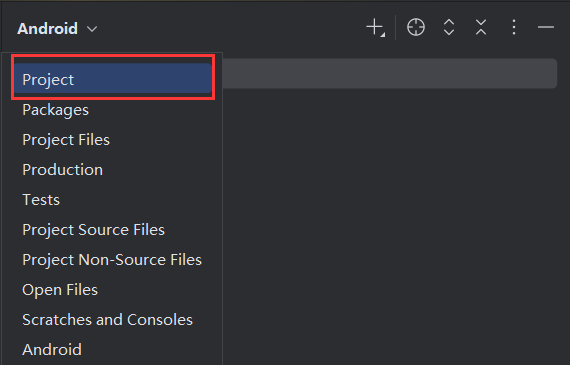 Android
Project
Packages
Project Files
Production
Tests
Project Source Files
Project Non-Source Files
Open Files
Scratches and Consoles
Android